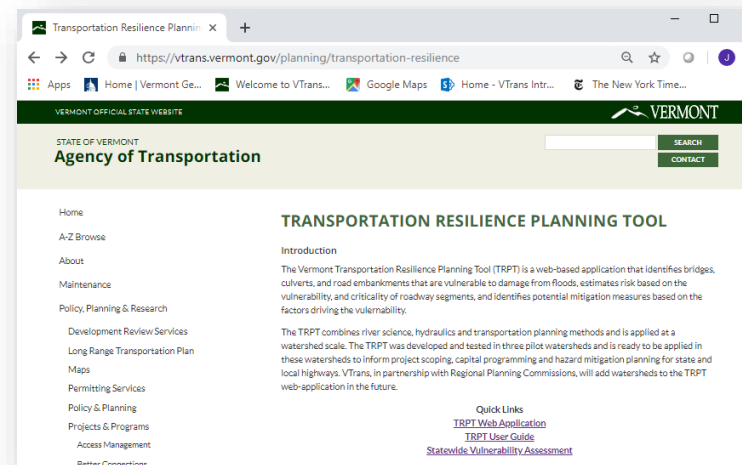 Transportation Resilience Plannin
https://vtrans.vermont.gov/planning/transportation-resilience
Apps Home | Vermont Ge... Welcome to VTrans... Google Maps Home - VTrans Intr... The New York Time...
VERMONT OFFICIAL STATE WEBSITE
VERMONT
STATE OF VERMONT
Agency of Transportation
SEARCH
CONTACT
Home
A-Z Browse
About
Maintenance
Policy, Planning & Research
Development Review Services
Long Range Transportation Plan
Maps
Permitting Services
Policy & Planning
Projects & Programs
Access Management
Better Connections
TRANSPORTATION RESILIENCE PLANNING TOOL
Introduction
The Vermont Transportation Resilience Planning Tool (TRPT) is a web-based application that identifies bridges,
culverts, and road embankments that are vulnerable to damage from floods, estimates risk based on the
vulnerability, and criticality of roadway segments, and identifies potential mitigation measures based on the
factors driving the vulernability.
The TRPT combines river science, hydraulics and transportation planning methods and is applied at a
watershed scale. The TRPT was developed and tested in three pilot watersheds and is ready to be applied in
these watersheds to inform project scoping, capital programming and hazard mitigation planning for state and
local highways. VTrans, in partnership with Regional Planning Commissions, will add watersheds to the TRPT
web-application in the future.
Quick Links
TRPT Web Application
TRPT User Guide
Statewide Vulnerability Assessment